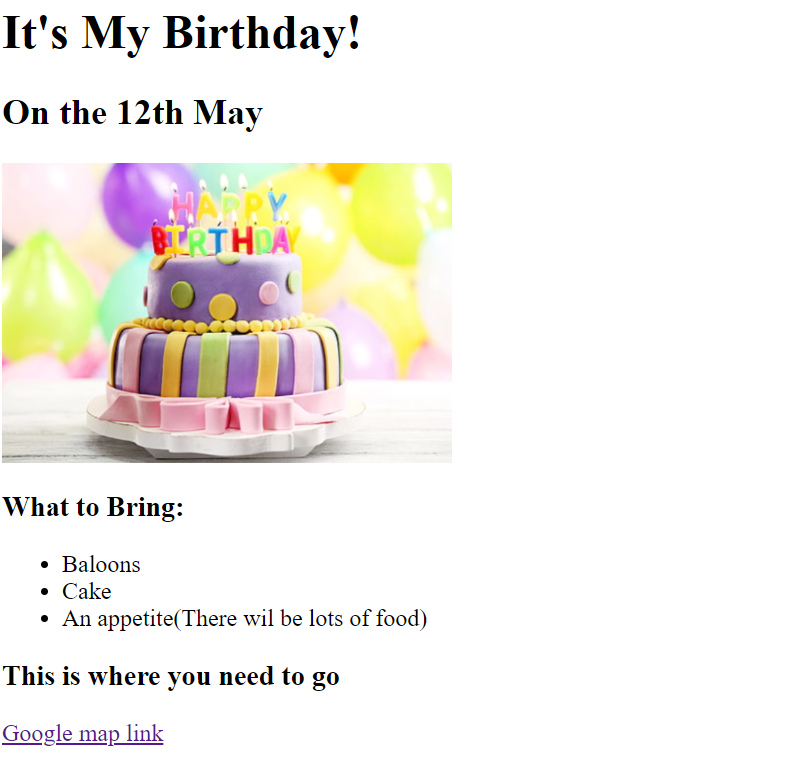 It's My Birthday!
On the 12th May
HAPPY
BIRTHDAY
What to Bring:
Baloons
Cake
An appetite(There wil be lots of food)
This is where you need to go
Google map link